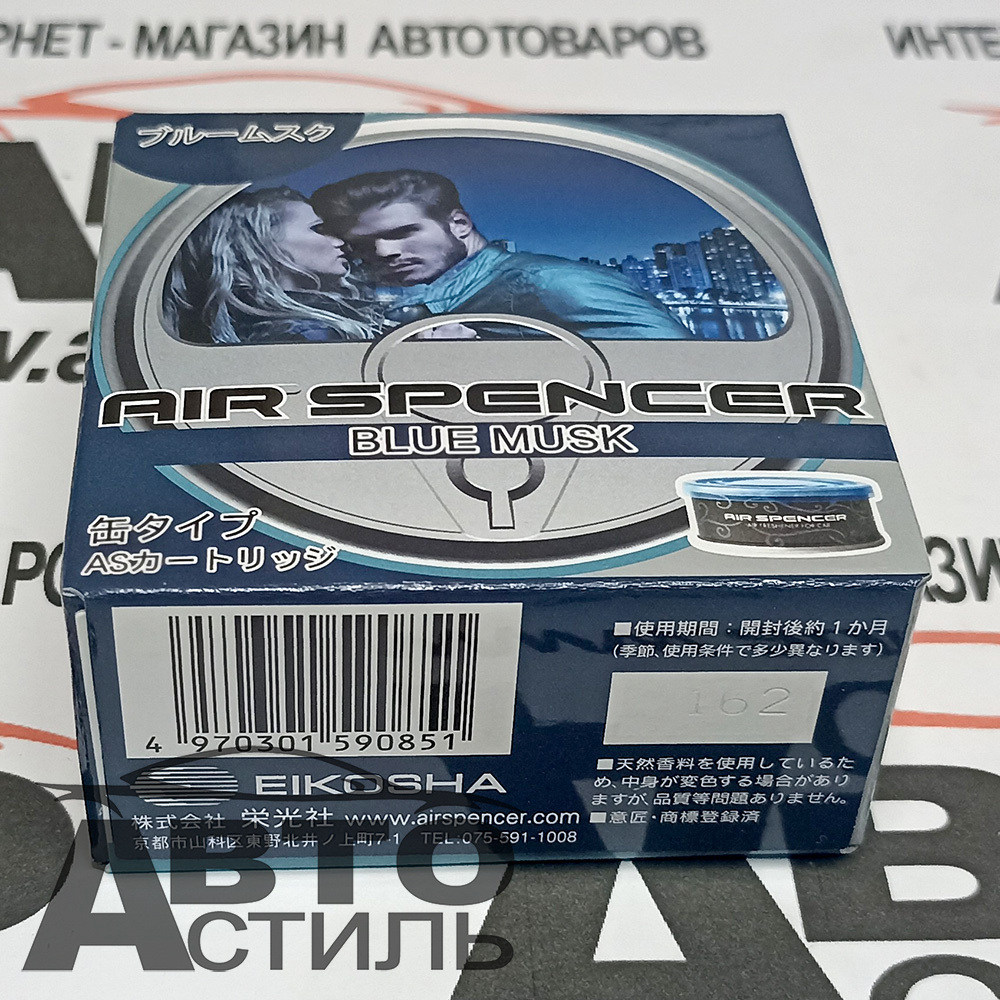 РНЕТ - МАГАЗИН АВТОТОВАРОВ
ИНТЕ
ブルームスク
AIR SPENCER
BLUE MUSK
AIR SPENCER
AIR FRESHENER FOR CAR
缶タイプ
ASカートリッジ
4 970301 590851
■使用期間：開封後約1か月
(季節、使用条件で多少異なります)
162
■天然香料を使用しているた
め、中身が変色する場合があり
ますが、品質等問題ありません。
■意匠・商標登録済
EIKOSHA
株式会社 栄光社 www.airspencer.com
京都市山科区東野北井ノ上町7-1 TEL:075-591-1008
АВТО
СТИЛЬ